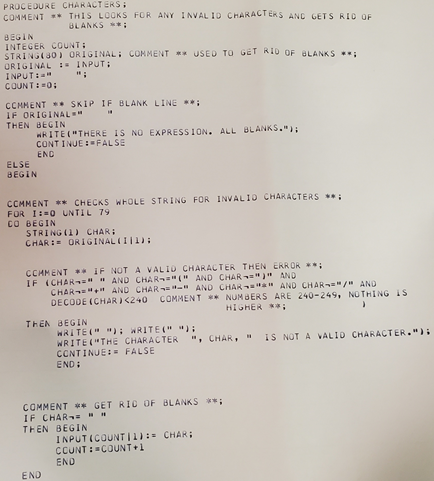 PROCEDURE CHARACTERS;
COMMENT ** THIS LOOKS FOR ANY INVALID CHARACTERS AND GETS RID OF
BLANKS **;
BEGIN
INTEGER COUNT;
STRING(80) ORIGINAL; COMMENT ** USED TO GET RID OF BLANKS **;
ORIGINAL := INPUT;
INPUT:=" ";
COUNT:=0;
COMMENT ** SKIP IF BLANK LINE **;
IF ORIGINAL=" "
THEN BEGIN
WRITE("THERE IS NO EXPRESSION. ALL BLANKS.");
CONTINUE:=FALSE
END
ELSE
BEGIN
COMMENT ** CHECKS WHOLE STRING FOR INVALID CHARACTERS **;
FOR I:=0 UNTIL 79
DO BEGIN
STRING(1) CHAR;
CHAR:= ORIGINAL(I|1);
COMMENT ** IF NOT A VALID CHARACTER THEN ERROR **;
IF (CHAR¬=" " AND CHAR¬="(" AND CHAR¬=")" AND
CHAR¬="+" AND CHAR¬="-" AND CHAR¬="*" AND CHAR¬="/" AND
DECODE(CHAR)<240 COMMENT ** NUMBERS ARE 240-249, NOTHING IS
HIGHER **; )
THEN BEGIN
WRITE(" "); WRITE(" ");
WRITE("THE CHARACTER ", CHAR, " IS NOT A VALID CHARACTER.");
CONTINUE:= FALSE
END;
COMMENT ** GET RID OF BLANKS **;
IF CHAR¬= " "
THEN BEGIN
INPUT(COUNT|1):= CHAR;
COUNT:=COUNT+1
END
END